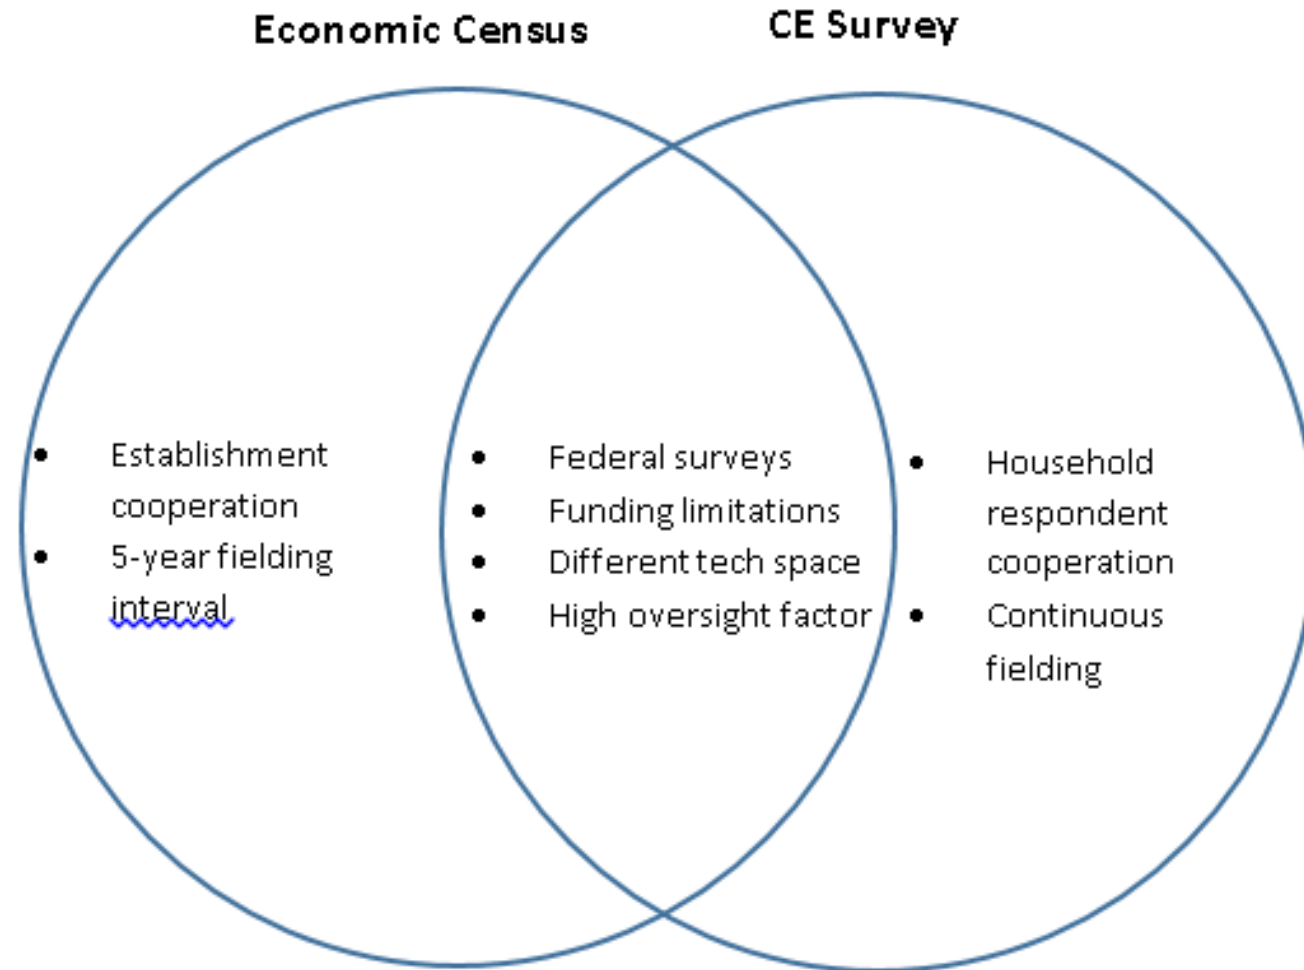 Economic Census
CE Survey
• Establishment
cooperation
• 5-year fielding
interval
• Federal surveys
• Funding limitations
• Different tech space
• High oversight factor
• Household
respondent
cooperation
• Continuous
fielding